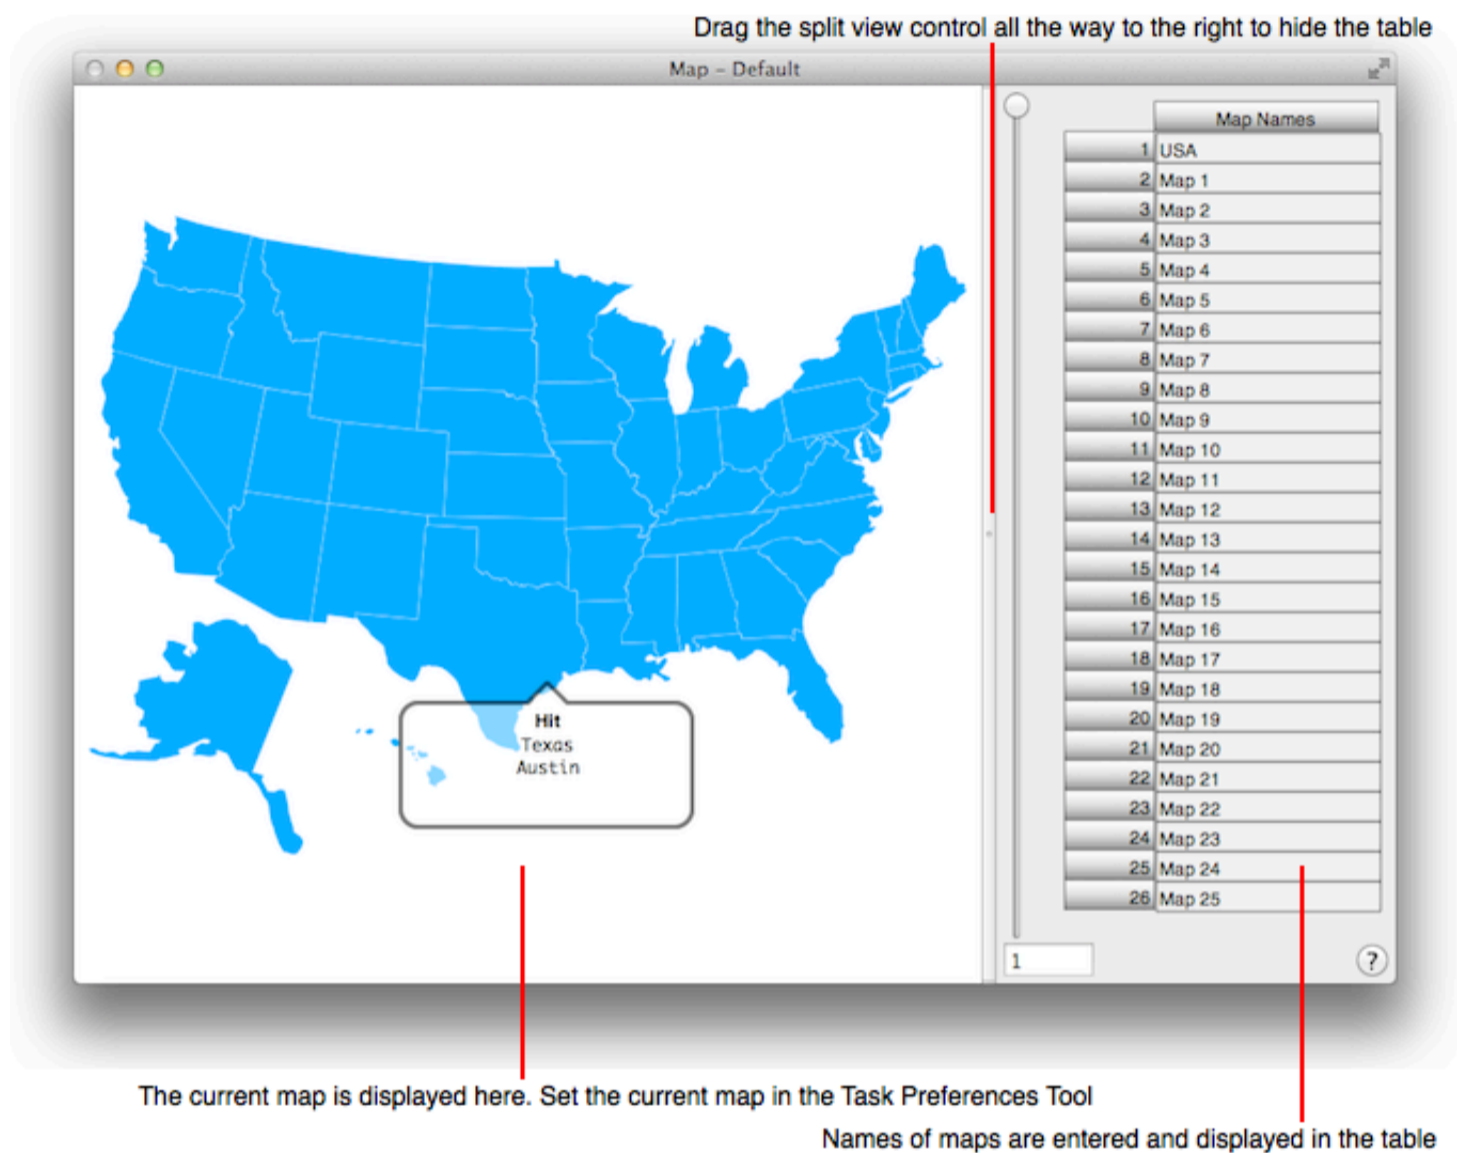 Drag the split view control all the way to the right to hide the table
Map – Default
Map Names
1 USA
2 Map 1
3 Map 2
4 Map 3
5 Map 4
6 Map 5
7 Map 6
8 Map 7
9 Map 8
10 Map 9
11 Map 10
12 Map 11
13 Map 12
14 Map 13
15 Map 14
16 Map 15
17 Map 16
18 Map 17
19 Map 18
20 Map 19
21 Map 20
22 Map 21
23 Map 22
24 Map 23
25 Map 24
26 Map 25
Hit
Texas
Austin
1
?
The current map is displayed here. Set the current map in the Task Preferences Tool
Names of maps are entered and displayed in the table